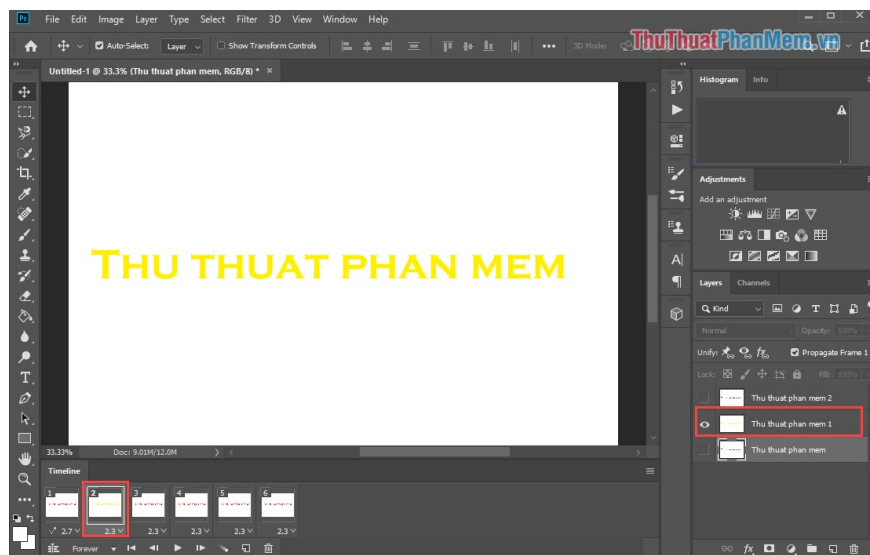 Ps File Edit Image Layer Type Select Filter 3D View Window Help
Auto-Select: Layer Show Transform Controls 3D Mode: ThuThuatPhanMem.vn
Untitled-1 @ 33.3% (Thu thuat phan mem, RGB/8) * ×
Histogram Info
Adjustments
Add an adjustment
THU THUAT PHAN MEM
Layers Channels
Kind
Normal Opacity: 100%
Unify: Propagate Frame 1
Lock: Fill: 100%
Thu thuat phan mem 2
Thu thuat phan mem 1
Thu thuat phan mem
33.33% Doc: 9.01M/12.0M
Timeline
1 2 3 4 5 6
2.7 2.3 2.3 2.3 2.3 2.3
Forever